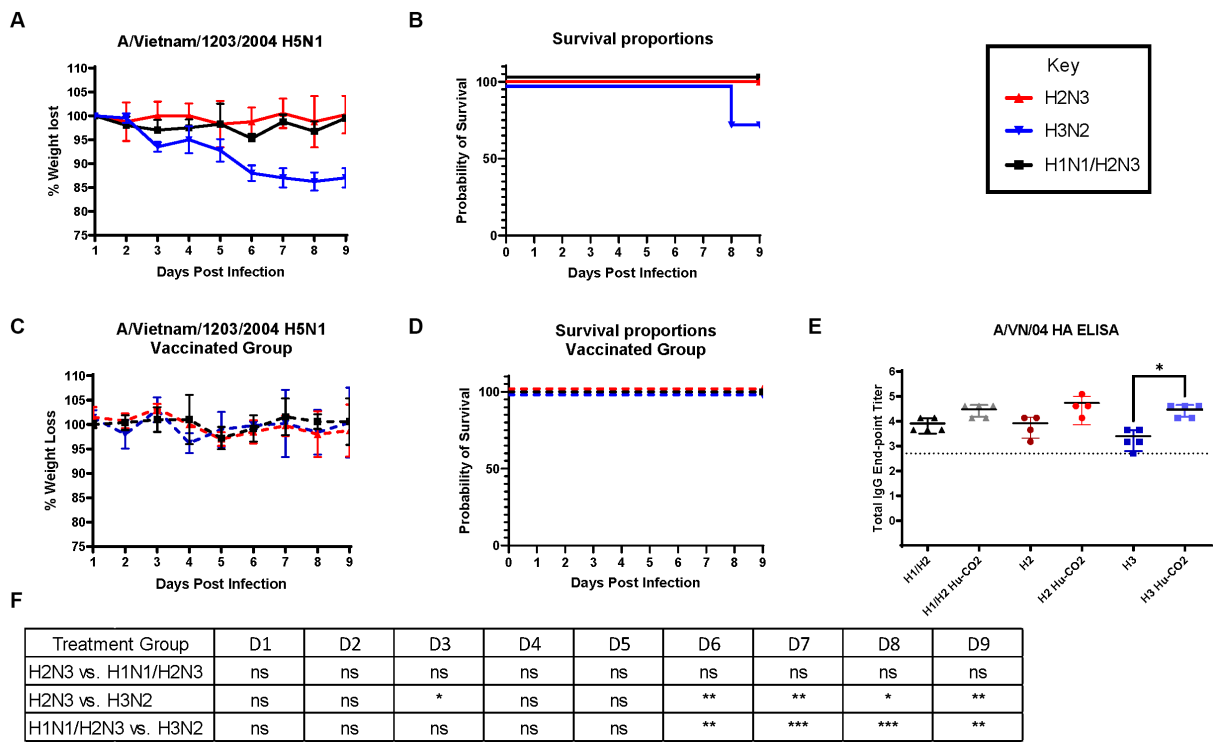 A
A/Vietnam/1203/2004 H5N1
% Weight lost
110
105
100
95
90
85
80
75
1 2 3 4 5 6 7 8 9
Days Post Infection
B
Survival proportions
Probability of Survival
100
50
0
0 1 2 3 4 5 6 7 8 9
Days Post Infection
Key
H2N3
H3N2
H1N1/H2N3
C
A/Vietnam/1203/2004 H5N1
Vaccinated Group
% Weight Loss
110
105
100
95
90
85
80
75
1 2 3 4 5 6 7 8 9
Days Post Infection
D
Survival proportions
Vaccinated Group
Probability of Survival
100
50
0
0 1 2 3 4 5 6 7 8 9
Days Post Infection
E
A/VN/04 HA ELISA
Total IgG End-point Titer
6
5
4
3
2
1
0
*
H1/H2
H1/H2 Hu-CO2
H2
H2 Hu-CO2
H3
H3 Hu-CO2
F
Treatment Group D1 D2 D3 D4 D5 D6 D7 D8 D9
H2N3 vs. H1N1/H2N3 ns ns ns ns ns ns ns ns ns
H2N3 vs. H3N2 ns ns * ns ns ** ** * **
H1N1/H2N3 vs. H3N2 ns ns ns ns ns ** *** *** **